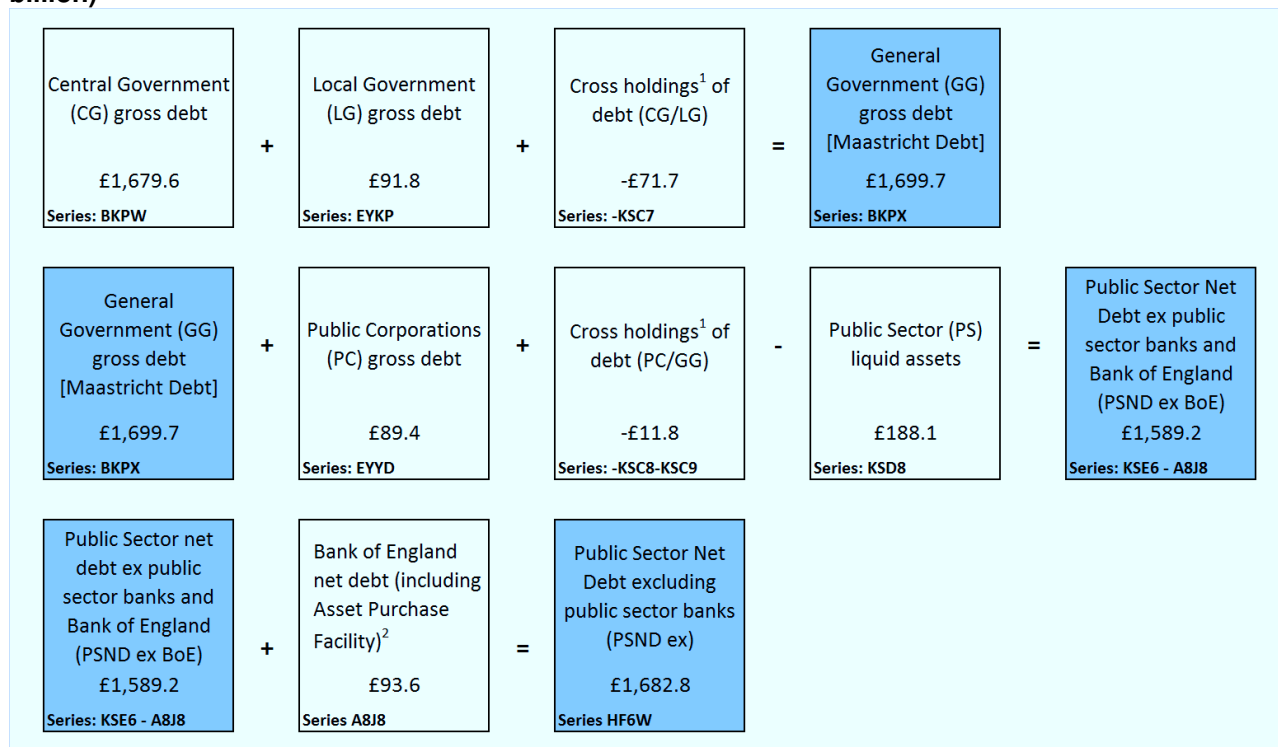 billion)
Central Government
(CG) gross debt
£1,679.6
Series: BKPW
+
Local Government
(LG) gross debt
£91.8
Series: EYKP
+
Cross holdings¹ of
debt (CG/LG)
-£71.7
Series: -KSC7
=
General
Government (GG)
gross debt
[Maastricht Debt]
£1,699.7
Series: BKPX
General
Government (GG)
gross debt
[Maastricht Debt]
£1,699.7
Series: BKPX
+
Public Corporations
(PC) gross debt
£89.4
Series: EYYD
+
Cross holdings¹ of
debt (PC/GG)
-£11.8
Series: -KSC8-KSC9
-
Public Sector (PS)
liquid assets
£188.1
Series: KSD8
=
Public Sector Net
Debt ex public
sector banks and
Bank of England
(PSND ex BoE)
£1,589.2
Series: KSE6 - A8J8
Public Sector net
debt ex public
sector banks and
Bank of England
(PSND ex BoE)
£1,589.2
Series: KSE6 - A8J8
+
Bank of England
net debt (including
Asset Purchase
Facility)²
£93.6
Series A8J8
=
Public Sector Net
Debt excluding
public sector banks
(PSND ex)
£1,682.8
Series HF6W